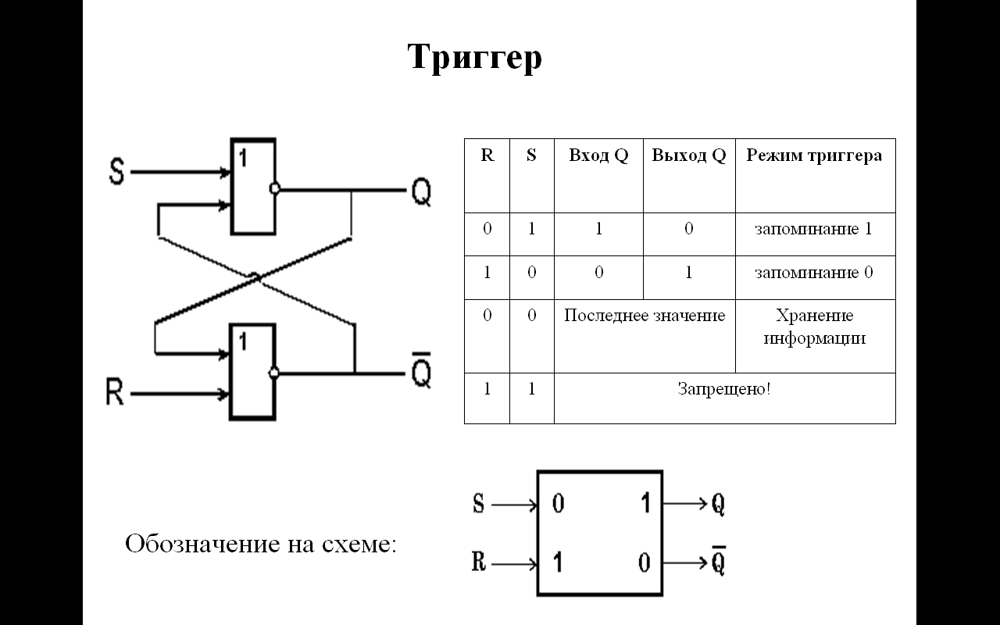 Триггер
S
1
Q
1
R
Q̅
R S Вход Q Выход Q Режим триггера
0 1 1 0 запоминание 1
1 0 0 1 запоминание 0
0 0 Последнее значение Хранение
информации
1 1 Запрещено!
Обозначение на схеме:
S 0 1 Q
R 1 0 Q̅